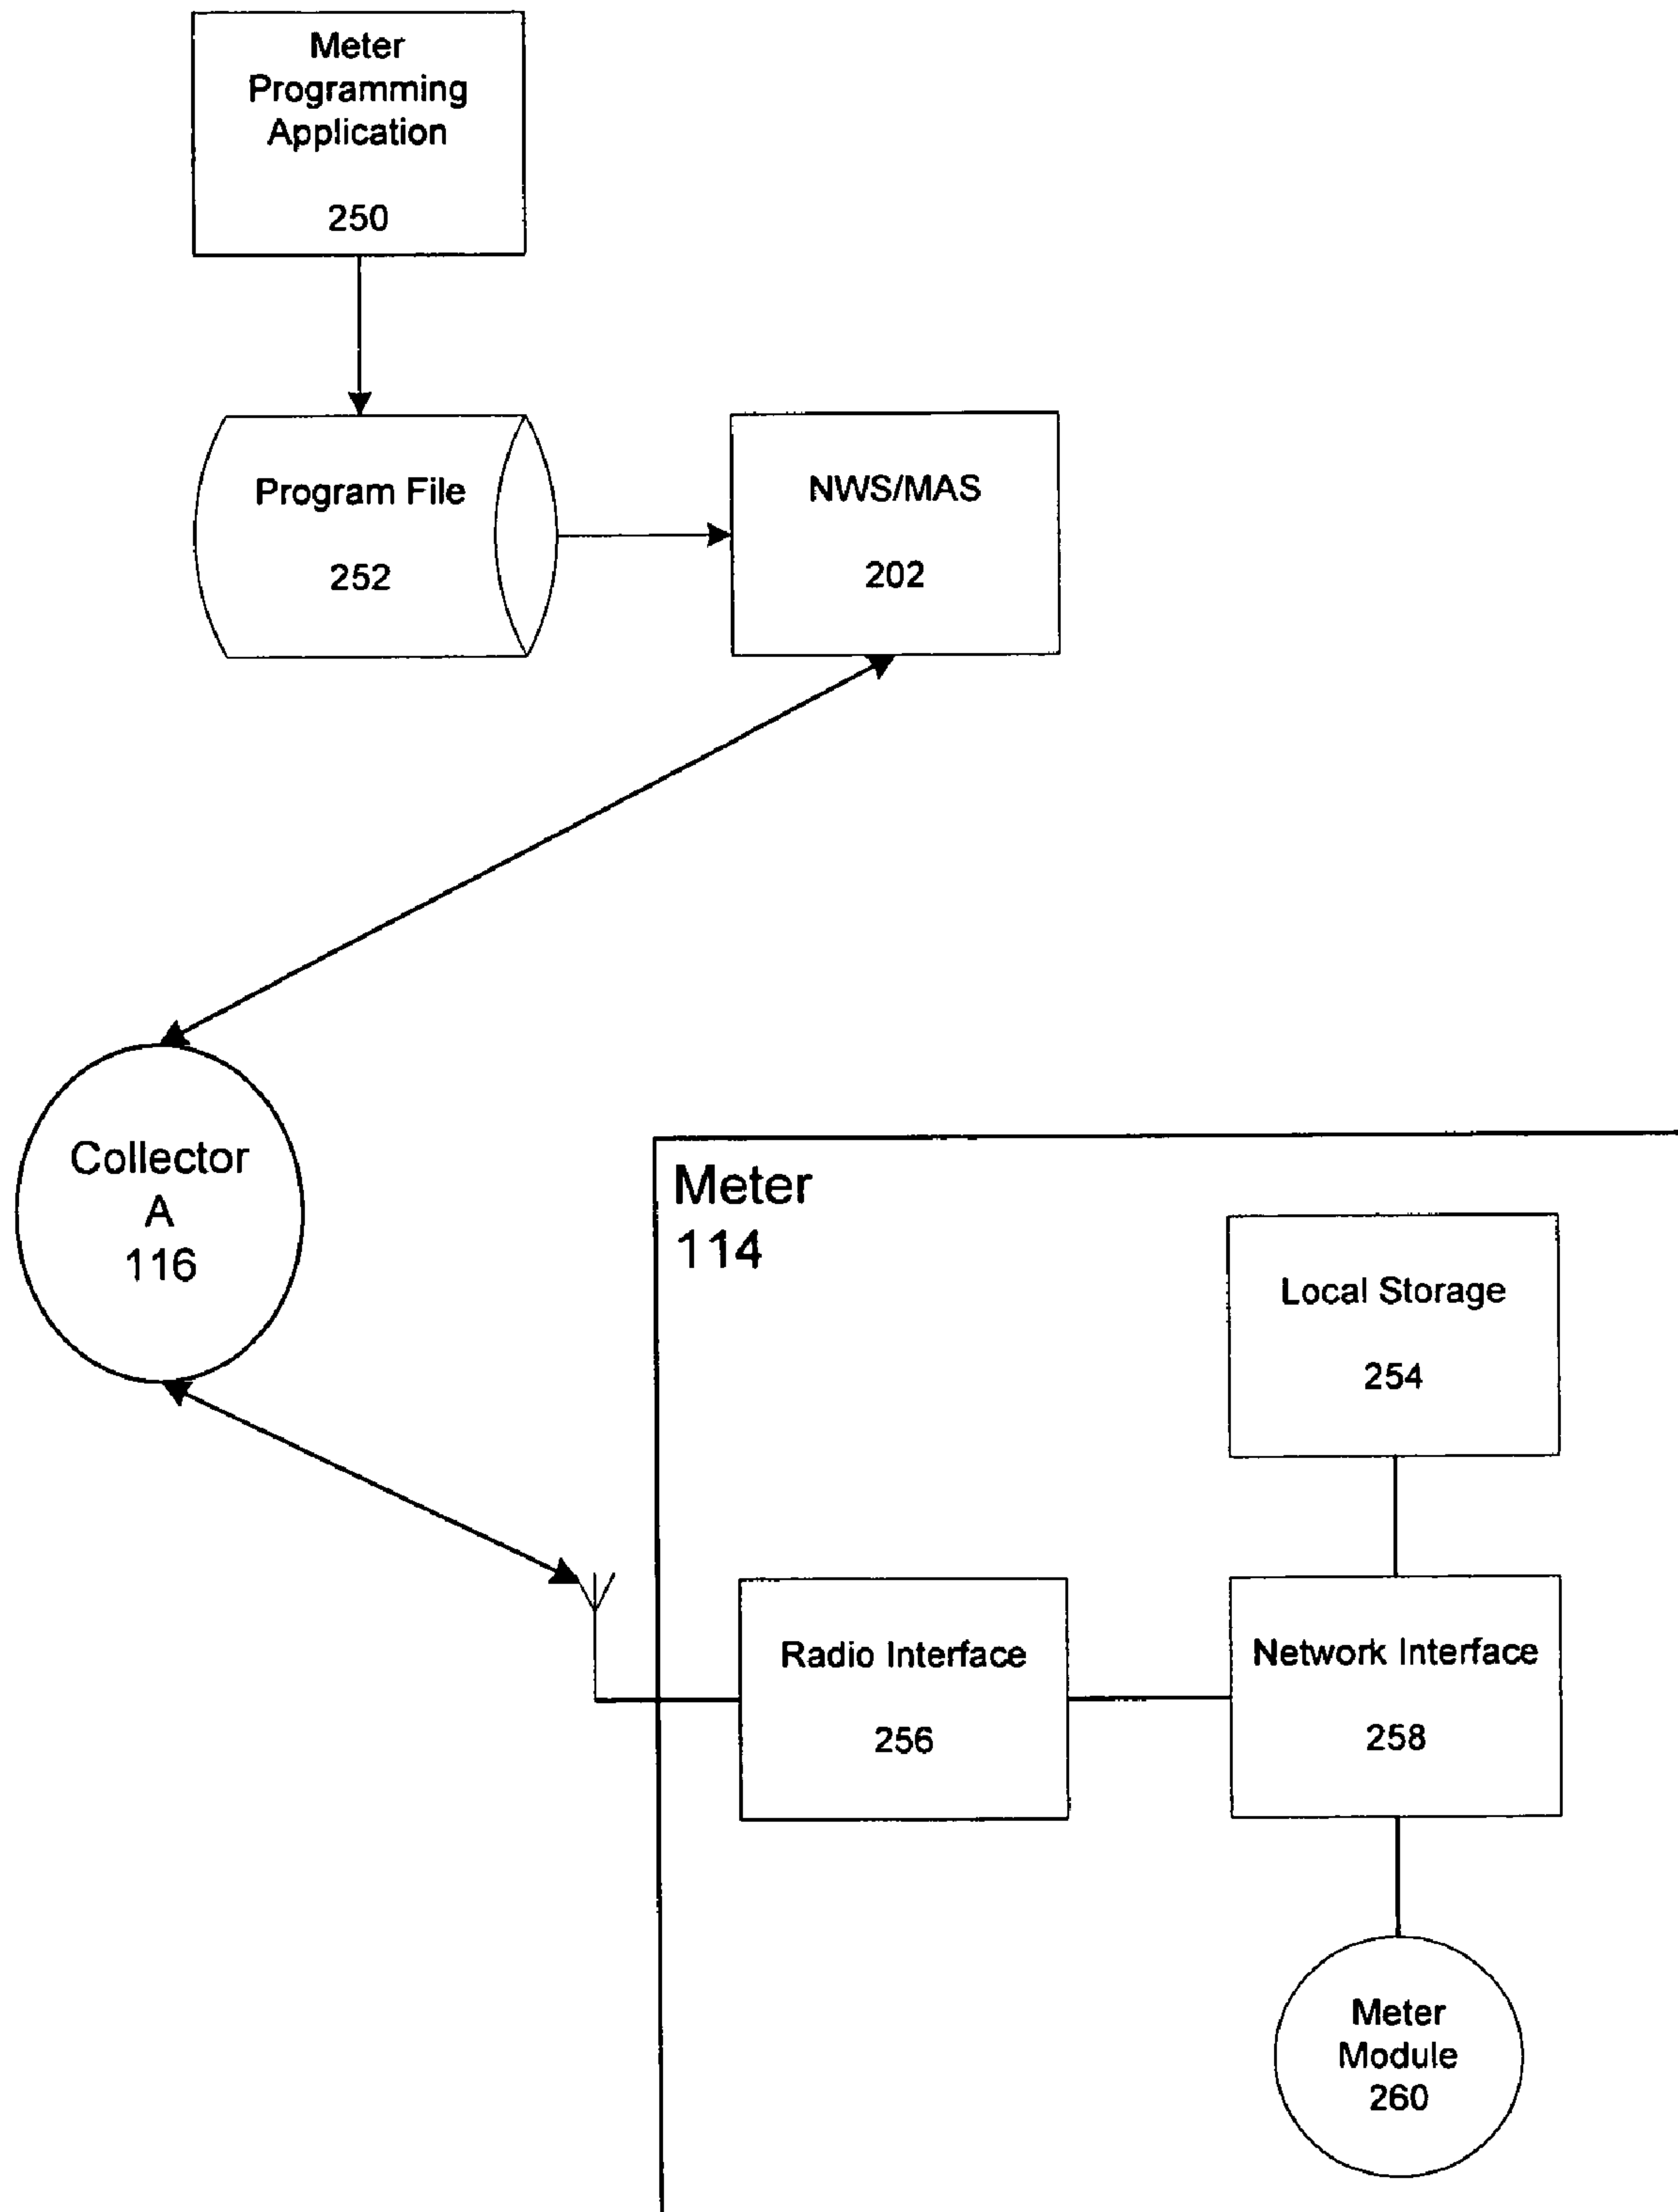 Meter
Programming
Application
250
Program File
252
NWS/MAS
202
Collector
A
116
Meter
114
Local Storage
254
Radio Interface
256
Network Interface
258
Meter
Module
260